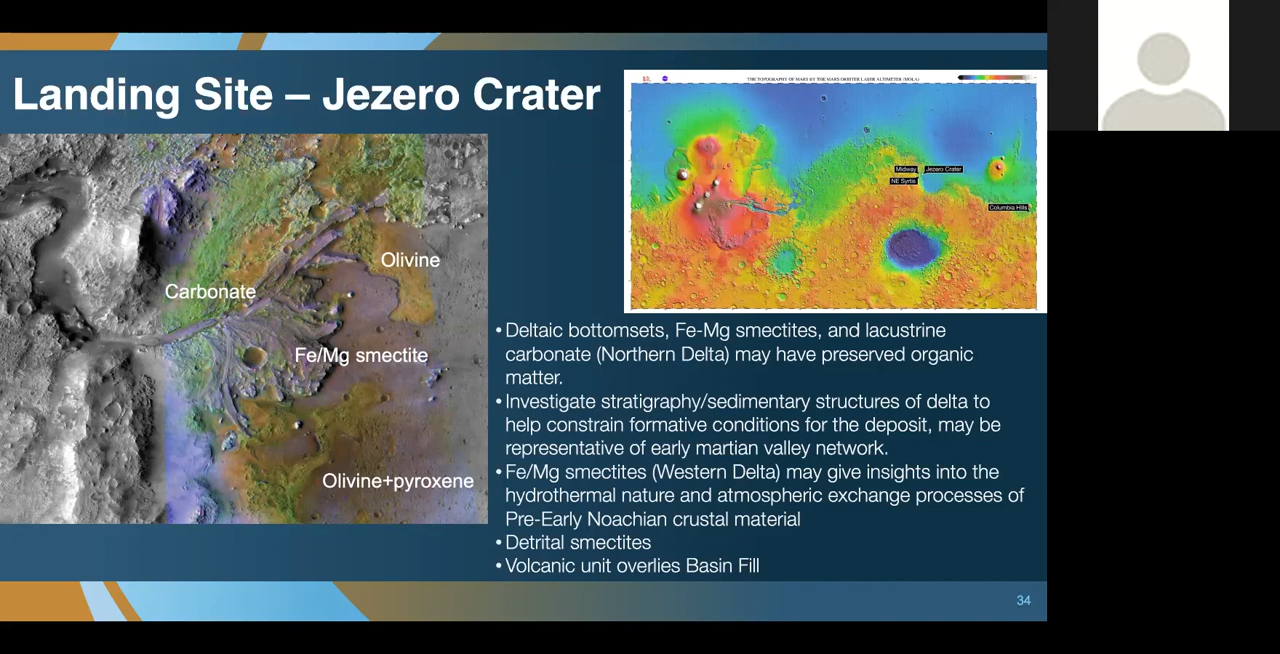 Landing Site – Jezero Crater
THE TOPOGRAPHY OF MARS BY THE MARS ORBITER LASER ALTIMETER (MOLA)
Midway
Jezero Crater
NE Syrtis
Columbia Hills
Olivine
Carbonate
Fe/Mg smectite
Olivine+pyroxene
• Deltaic bottomsets, Fe-Mg smectites, and lacustrine
carbonate (Northern Delta) may have preserved organic
matter.
• Investigate stratigraphy/sedimentary structures of delta to
help constrain formative conditions for the deposit, may be
representative of early martian valley network.
• Fe/Mg smectites (Western Delta) may give insights into the
hydrothermal nature and atmospheric exchange processes of
Pre-Early Noachian crustal material
• Detrital smectites
• Volcanic unit overlies Basin Fill
34